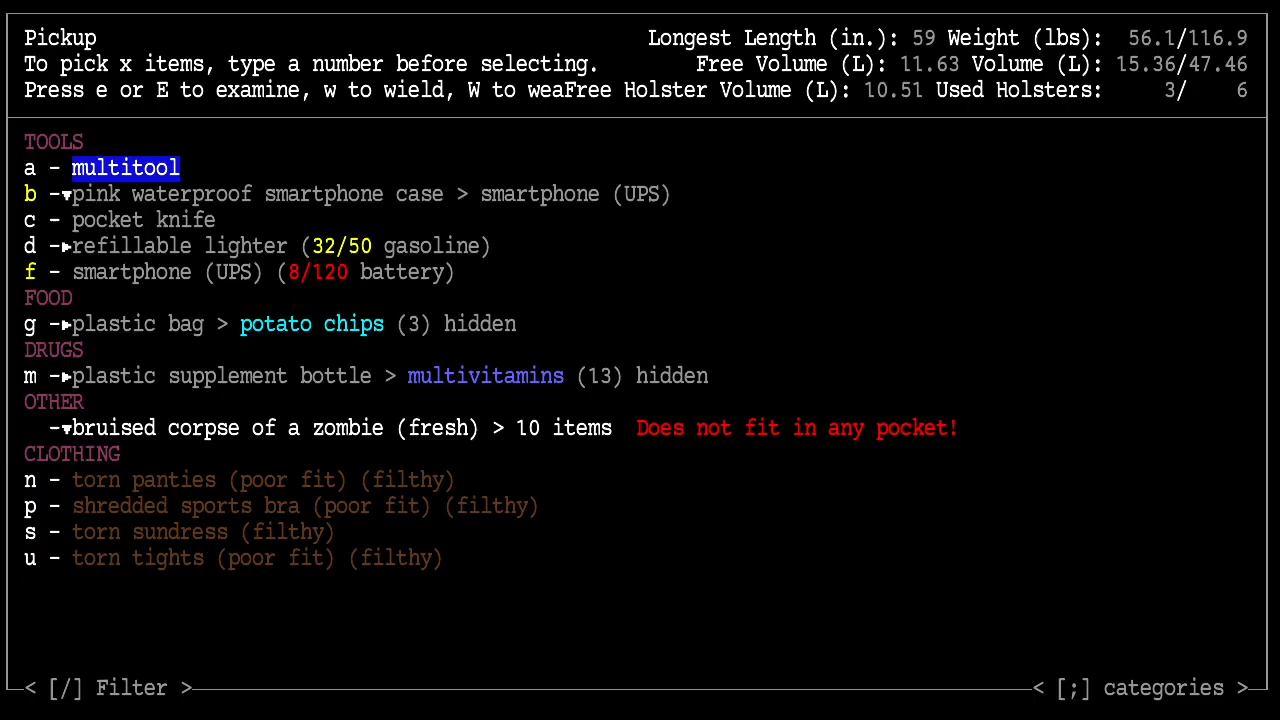 Pickup Longest Length (in.): 59 Weight (lbs): 56.1/116.9
To pick x items, type a number before selecting. Free Volume (L): 11.63 Volume (L): 15.36/47.46
Press e or E to examine, w to wield, W to weaFree Holster Volume (L): 10.51 Used Holsters: 3/ 6
TOOLS
a - multitool
b -▾pink waterproof smartphone case > smartphone (UPS)
c - pocket knife
d -▸refillable lighter (32/50 gasoline)
f - smartphone (UPS) (8/120 battery)
FOOD
g -▸plastic bag > potato chips (3) hidden
DRUGS
m -▸plastic supplement bottle > multivitamins (13) hidden
OTHER
-▾bruised corpse of a zombie (fresh) > 10 items Does not fit in any pocket!
CLOTHING
n - torn panties (poor fit) (filthy)
p - shredded sports bra (poor fit) (filthy)
s - torn sundress (filthy)
u - torn tights (poor fit) (filthy)
< [/] Filter > < [;] categories >